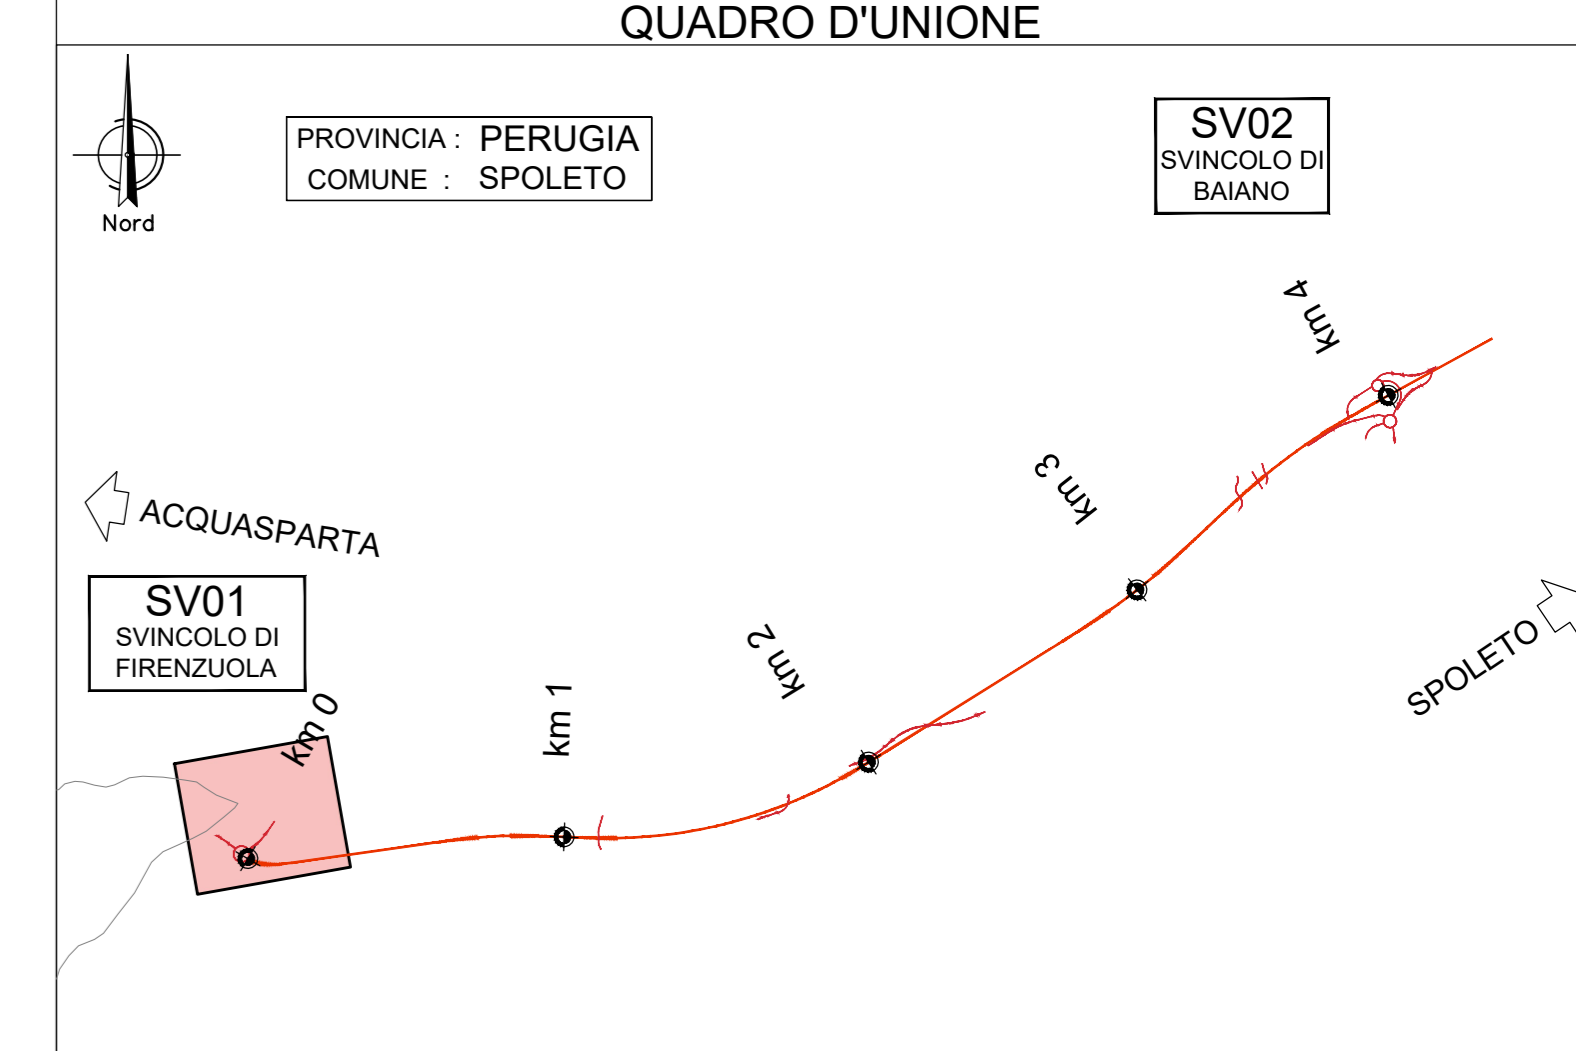 QUADRO D'UNIONE
Nord
PROVINCIA : PERUGIA
COMUNE : SPOLETO
SV02
SVINCOLO DI
BAIANO
km 4
km 3
ACQUASPARTA
SV01
SVINCOLO DI
FIRENZUOLA
km 0
km 1
km 2
SPOLETO